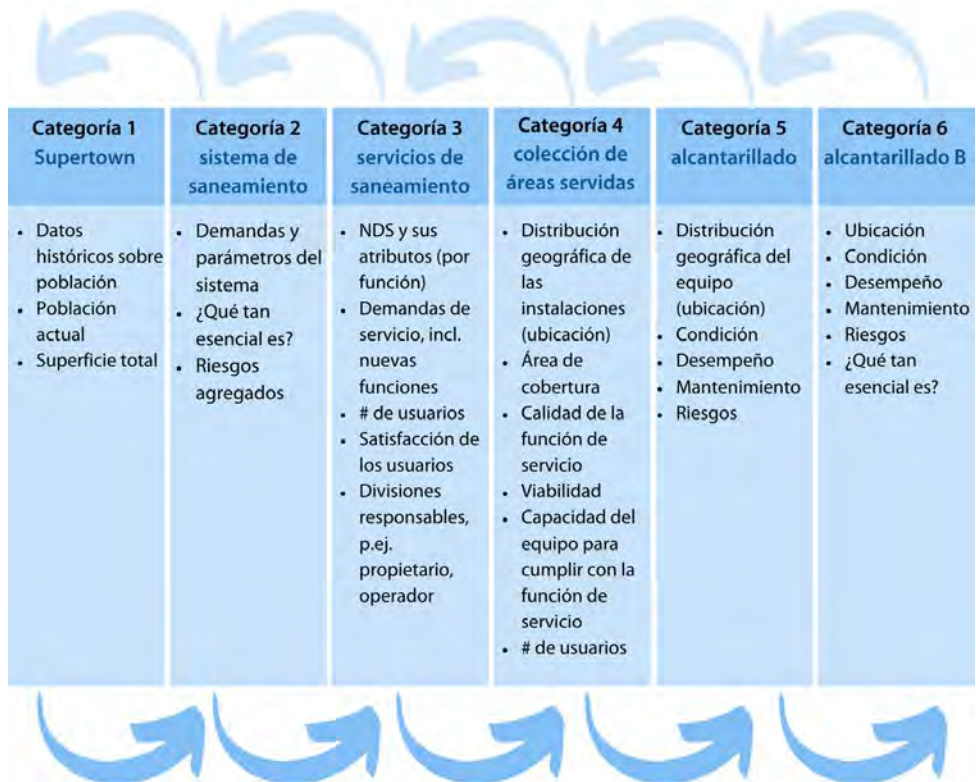 Categoría 1
Supertown
• Datos
históricos sobre
población
• Población
actual
• Superficie total
Categoría 2
sistema de
saneamiento
• Demandas y
parámetros del
sistema
• ¿Qué tan
esencial es?
• Riesgos
agregados
Categoría 3
servicios de
saneamiento
• NDS y sus
atributos (por
función)
• Demandas de
servicio, incl.
nuevas
funciones
• # de usuarios
• Satisfacción de
los usuarios
• Divisiones
responsables,
p.ej.
propietario,
operador
Categoría 4
colección de
áreas servidas
• Distribución
geográfica de
las
instalaciones
(ubicación)
• Área de
cobertura
• Calidad de la
función de
servicio
• Viabilidad
• Capacidad del
equipo para
cumplir con la
función de
servicio
• # de usuarios
Categoría 5
alcantarillado
• Distribución
geográfica del
equipo
(ubicación)
• Condición
• Desempeño
• Mantenimiento
• Riesgos
Categoría 6
alcantarillado B
• Ubicación
• Condición
• Desempeño
• Mantenimiento
• Riesgos
• ¿Qué tan
esencial es?